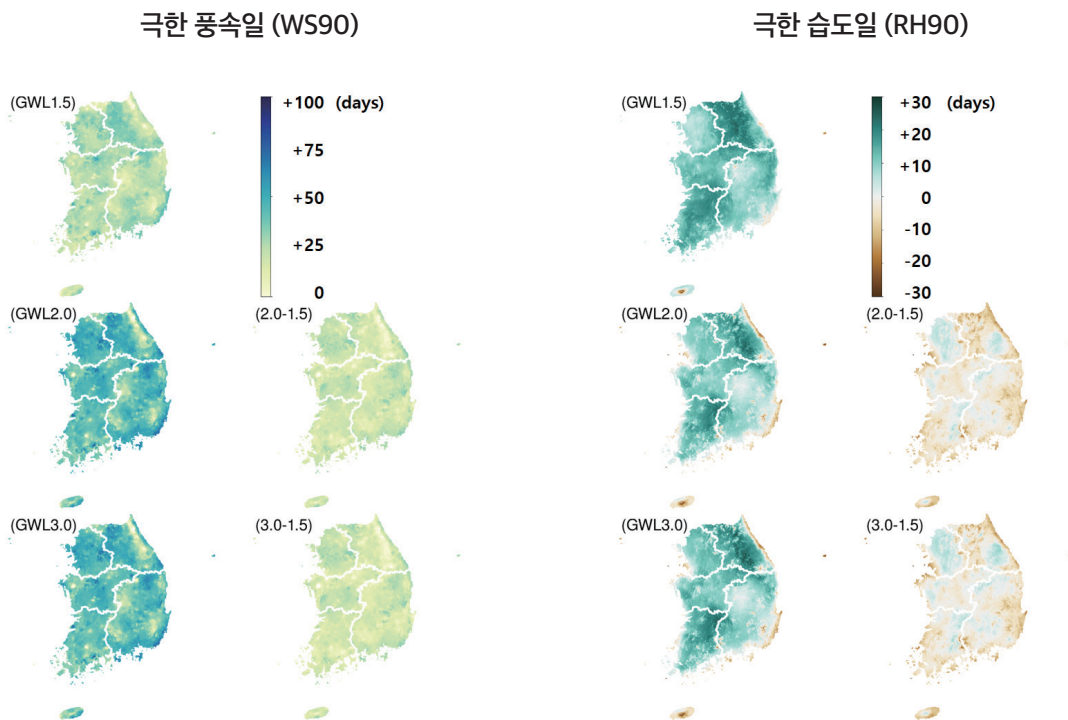 극한 풍속일 (WS90)
(GWL1.5)
+100 (days)
+75
+50
+25
0
(GWL2.0)
(2.0-1.5)
(GWL3.0)
(3.0-1.5)
극한 습도일 (RH90)
(GWL1.5)
+30 (days)
+20
+10
0
-10
-20
-30
(GWL2.0)
(2.0-1.5)
(GWL3.0)
(3.0-1.5)